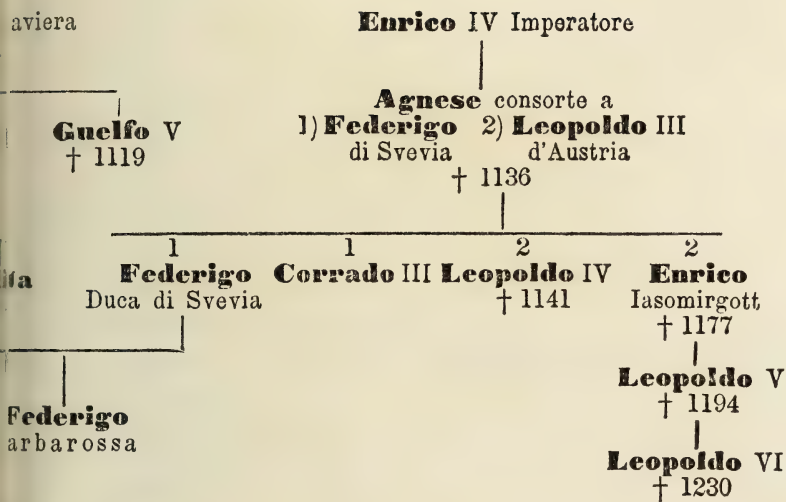 aviera
Enrico IV Imperatore
Agnese consorte a
Guelfo V
† 1119
1) Federigo 2) Leopoldo III
di Svevia d'Austria
† 1136
1 1 2 2
Federigo Corrado III Leopoldo IV Enrico
Duca di Svevia † 1141 Iasomirgott
† 1177
Leopoldo V
† 1194
Federigo
arbarossa
Leopoldo VI
† 1230